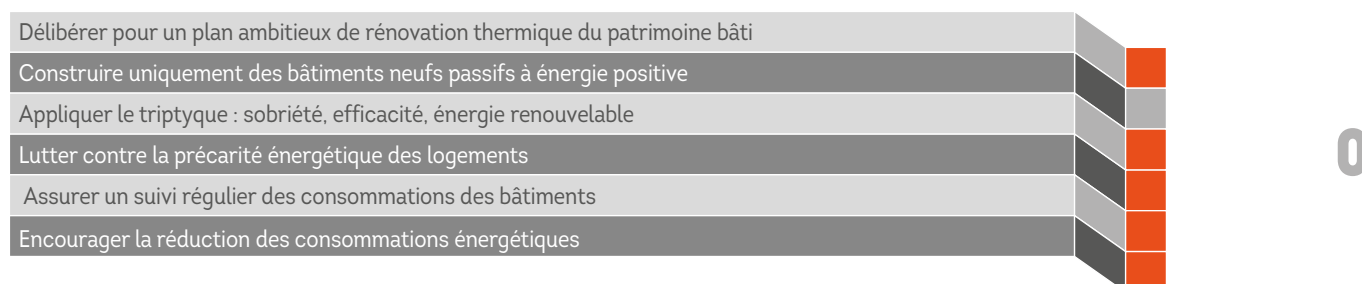 Délibérer pour un plan ambitieux de rénovation thermique du patrimoine bâti
Construire uniquement des bâtiments neufs passifs à énergie positive
Appliquer le triptyque : sobriété, efficacité, énergie renouvelable
Lutter contre la précarité énergétique des logements
Assurer un suivi régulier des consommations des bâtiments
Encourager la réduction des consommations énergétiques